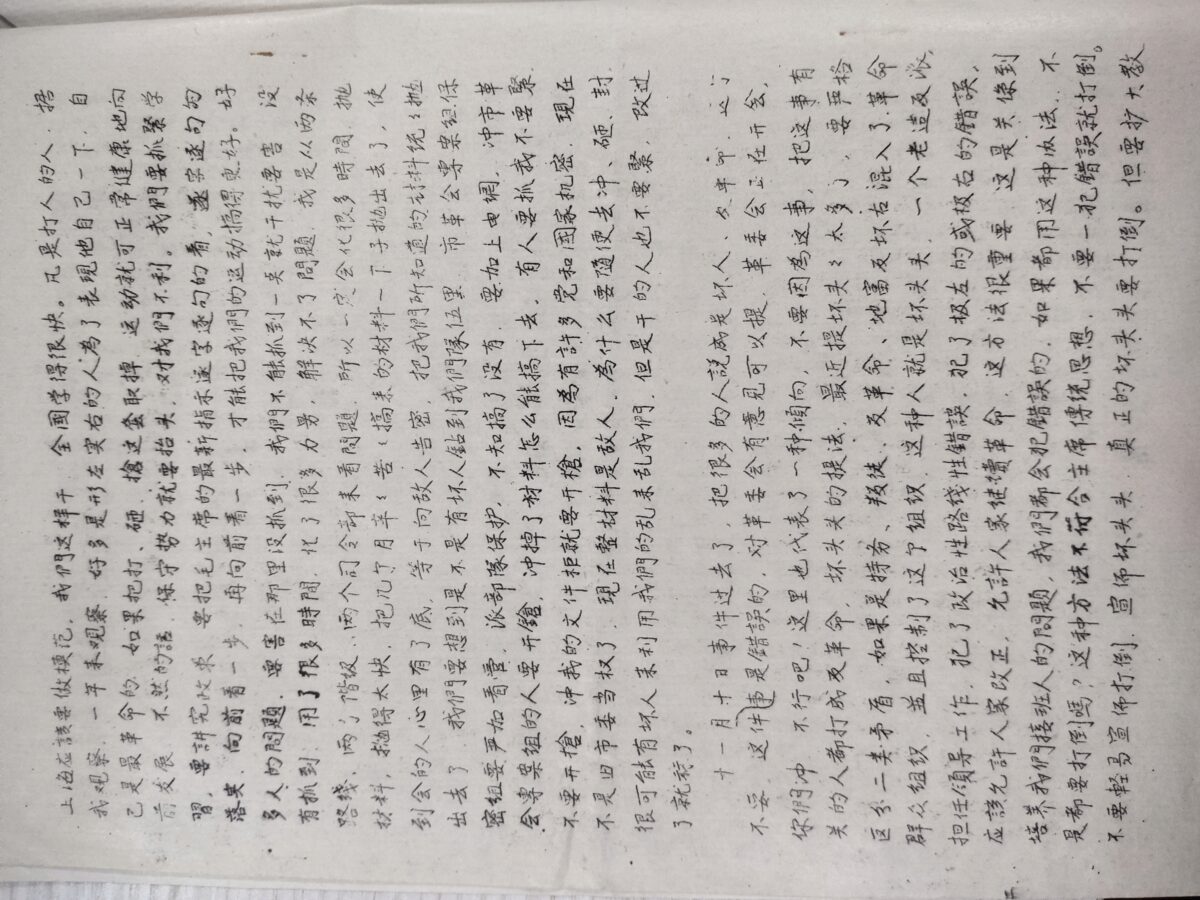 上海应該要做模范，我們这样干，全國学得很快。凡是打人的人，据
我观察，一年来观察，好多是形左实右的人為了表現他自己一下，自
己是最革命的，如果把打、砸、搶这套取掉，运动就可正常健康地向
前发展，不然的話，保守势力就要抬头，对我們不利。我們要抓緊学
習，要讲究政策，要把毛主席的最新指示逐字逐句的看，逐字逐句的
落实，向前看一步，再向前看一步，才能把我們的运动搞得更好。好
多人的問題，要害在那里没抓到，我們不能抓到一点就干扰要害，没
有抓到，用了很多時間，化了很多力量，解决不了問題，我是从两条
路綫、两个階级、两个司令部来看問題，所以一定会化很多時間，抛
材料，抛得太快，把几个月辛々苦々搞来的材料一下子抛出去了，使
到会的人心里有了底，等于向敌人告密，把我們所知道的材料统々抛
出去了，我們要想到是不是有坏人鉆到我們隊伍里，市革会專案组保
密组要严加看管，派部隊保护，不知搞了没有，要加上电網，冲市革
会專案组的人要开鎗，冲掉了材料怎么能搞下去，有人要抓我不要緊，
不要开槍，冲我的文件柜就要开槍，因為有許多党和國家机密，現在
不是旧市委当权了，現在整材料是敌人，為什么要隨便去冲、砸、封，
很可能有坏人来利用我們的乱来乱我們，但是干的人也不要緊，改过
了就行了。
十一月十日事件过去了，把很多的人説成是坏人、反革命，这个
不妥，这件事是錯誤的，对革委会有意見可以提，革委会正在开会，
你們冲，不行吧！这里也代表了一种傾向，不要因為这事，把这事有
关的人都打成反革命，坏头头的提法，最近提坏头々太多了，要严格
区分二类矛盾，如果是特务、叛徒、反革命、地富反坏右混入了革命
群众组织，並且控制了这个组织，这种人就是坏头头，一个老造反派，
担任領导工作，犯了政治性路綫性錯誤，犯了极左的或极右的錯誤，
应該允許人家改正，允許人家继續革命，这方法很重要，这是关係到
培养我們接班人的問題，我們都会犯錯誤的，如果都用这种办法，不
是都要打倒嗎？这种方法不符合主席傳統思想，不要一犯錯誤就打倒。
不要輕易宣佈打倒，宣佈坏头头，真正的坏头头要打倒。但要扩大教